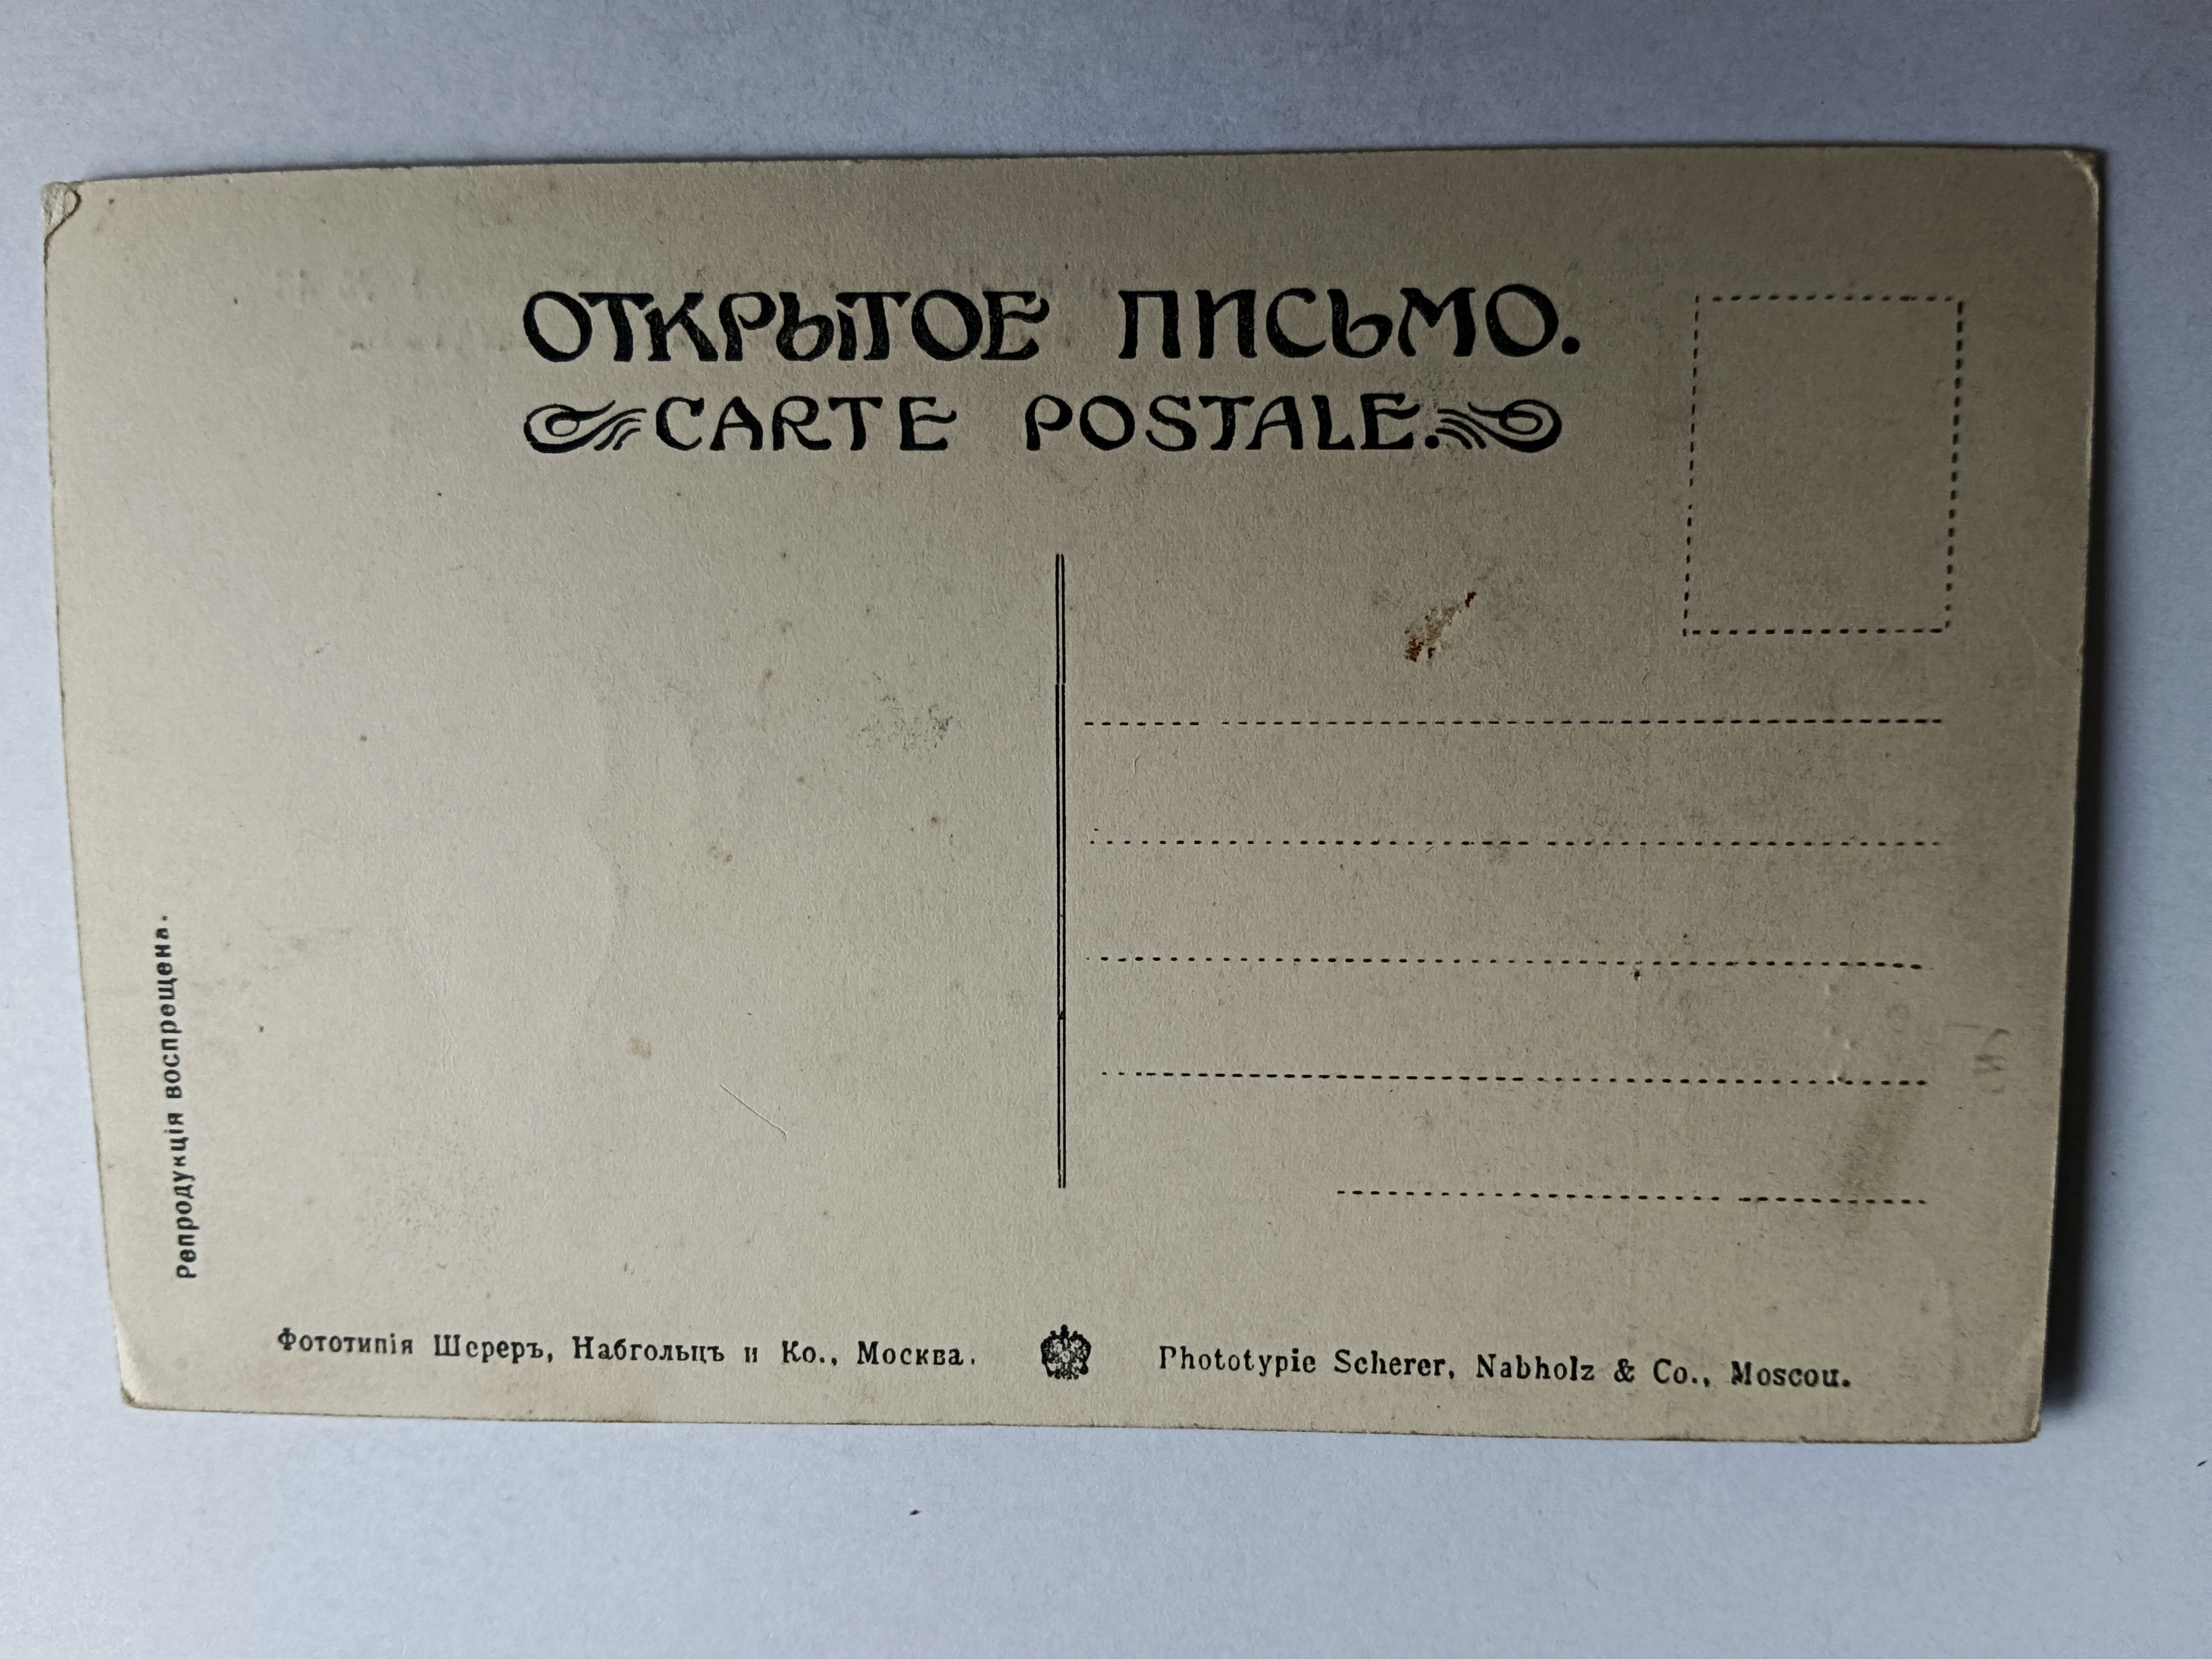 ОТКРЫТОЕ ПИСЬМО.
CARTE POSTALE.
Репродукція воспрещена.
Фототипія Шереръ, Набгольцъ и Ко., Москва.
Phototypie Scherer, Nabholz & Co., Moscou.